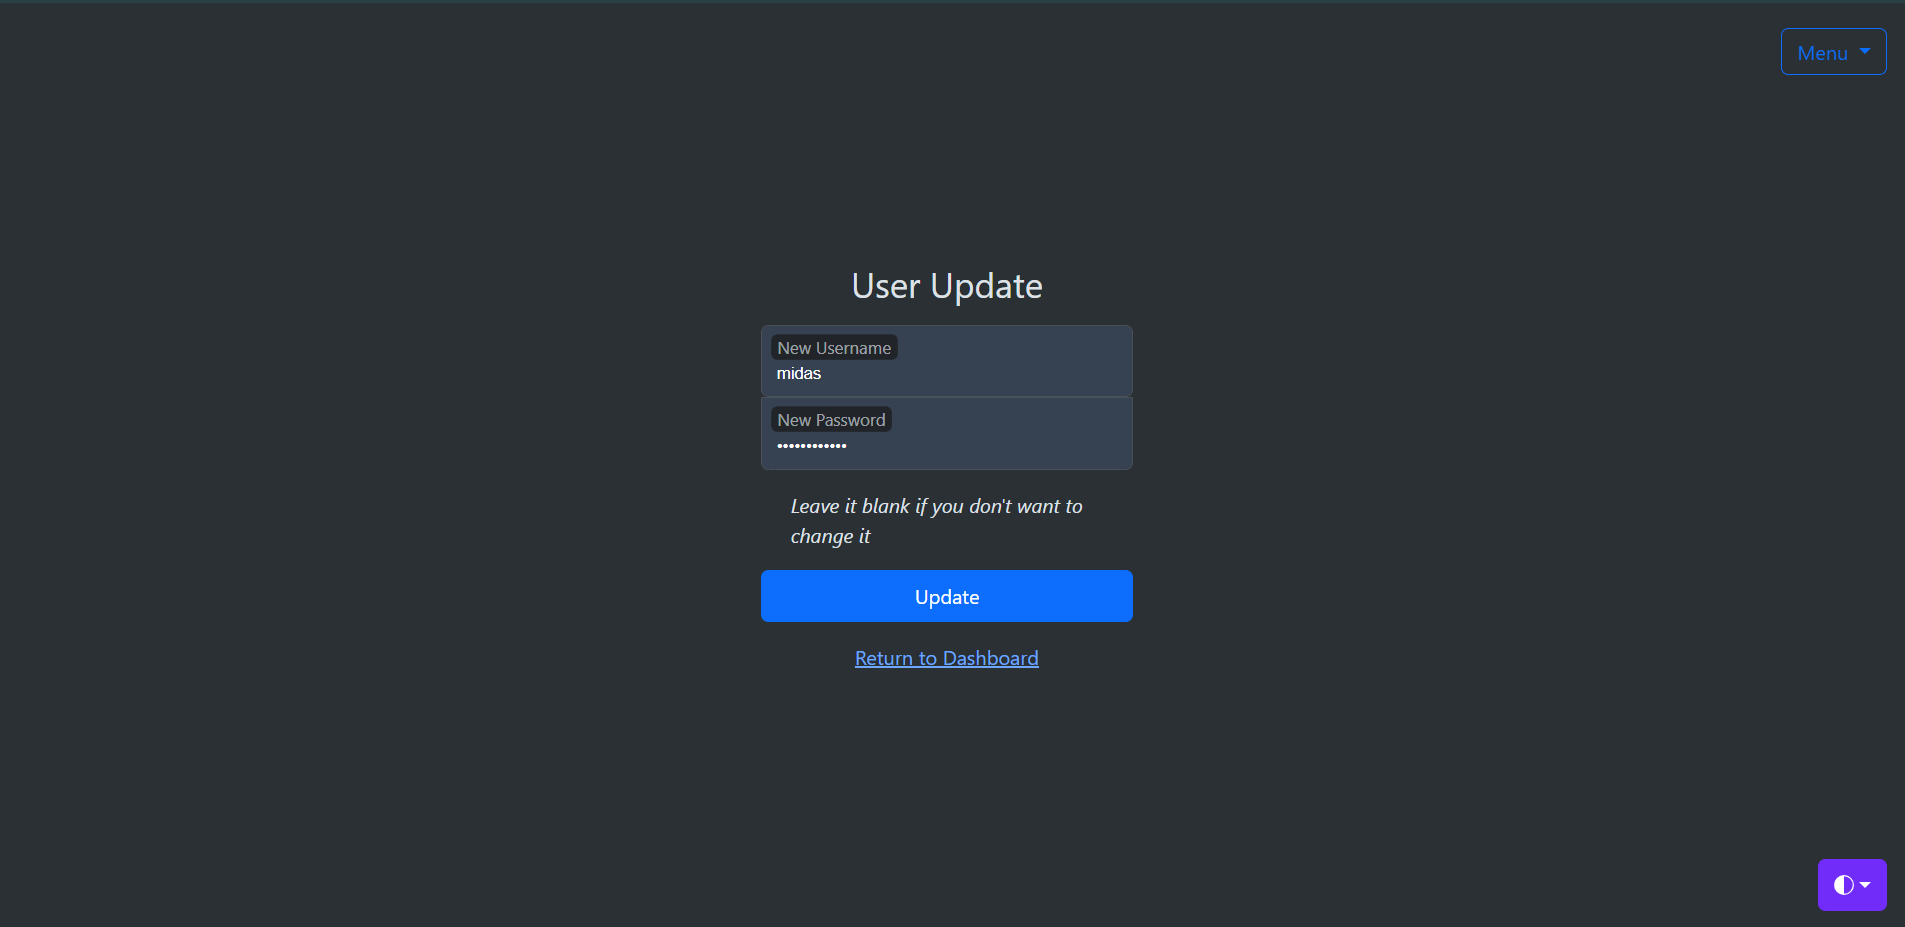 Menu
User Update
New Username
midas
New Password
••••••••••••
Leave it blank if you don't want to
change it
Update
Return to Dashboard